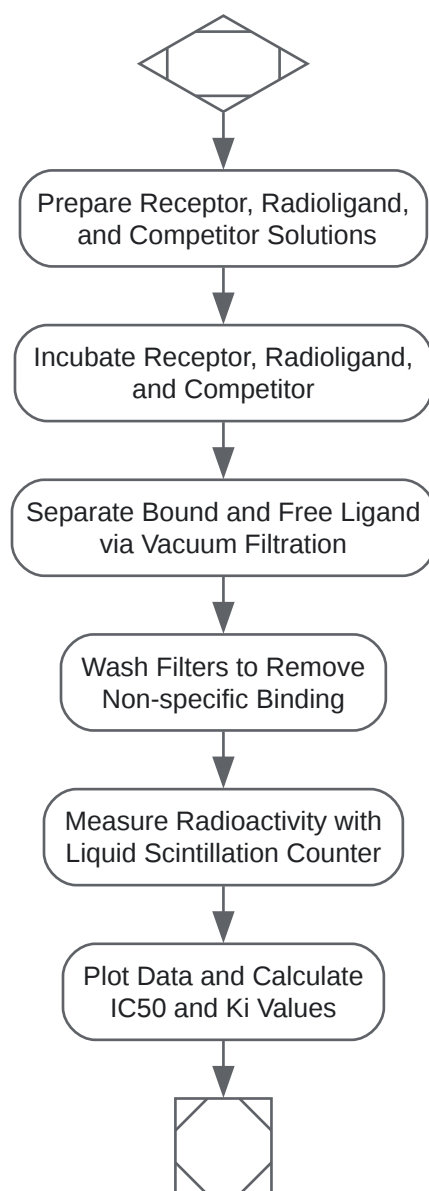 Prepare Receptor, Radioligand,
and Competitor Solutions
Incubate Receptor, Radioligand,
and Competitor
Separate Bound and Free Ligand
via Vacuum Filtration
Wash Filters to Remove
Non-specific Binding
Measure Radioactivity with
Liquid Scintillation Counter
Plot Data and Calculate
IC50 and Ki Values